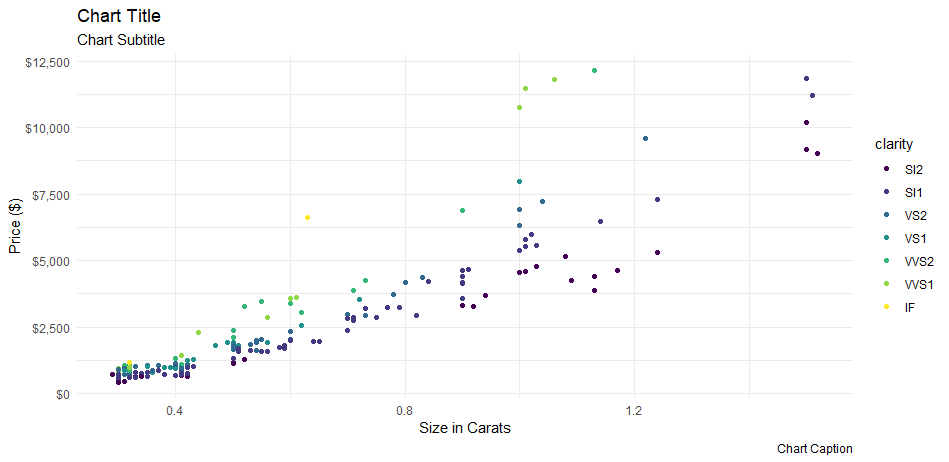 Chart Title
Chart Subtitle
$12,500
$10,000
$7,500
$5,000
$2,500
$0
Price ($)
0.4
0.8
1.2
Size in Carats
clarity
SI2
SI1
VS2
VS1
VVS2
VVS1
IF
Chart Caption